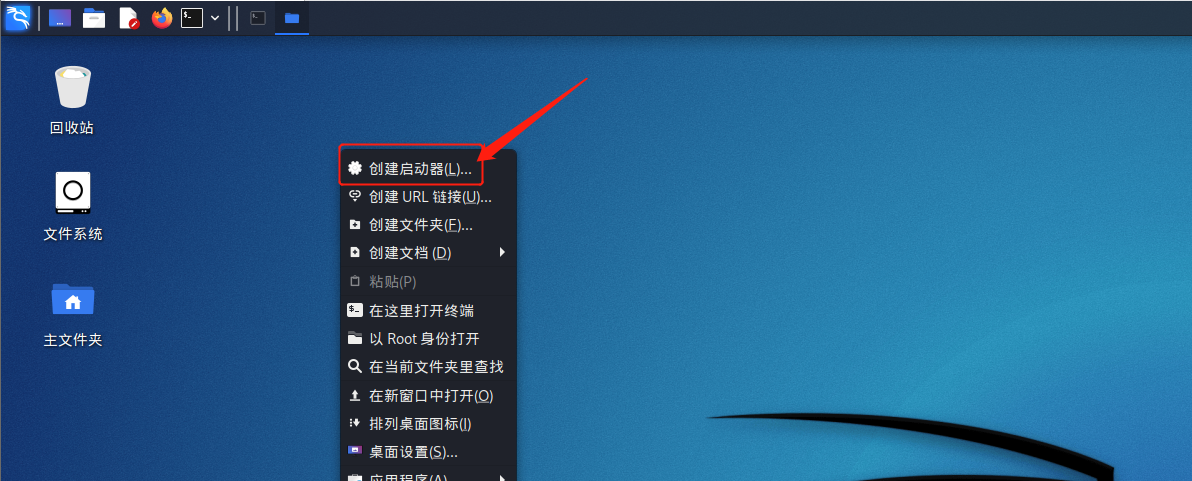 回收站
文件系统
主文件夹
创建启动器(L)...
创建 URL 链接(U)...
创建文件夹(F)...
创建文档 (D)
粘贴(P)
在这里打开终端
以 Root 身份打开
在当前文件夹里查找
在新窗口中打开(O)
排列桌面图标(I)
桌面设置(S)...
应用程序(A)